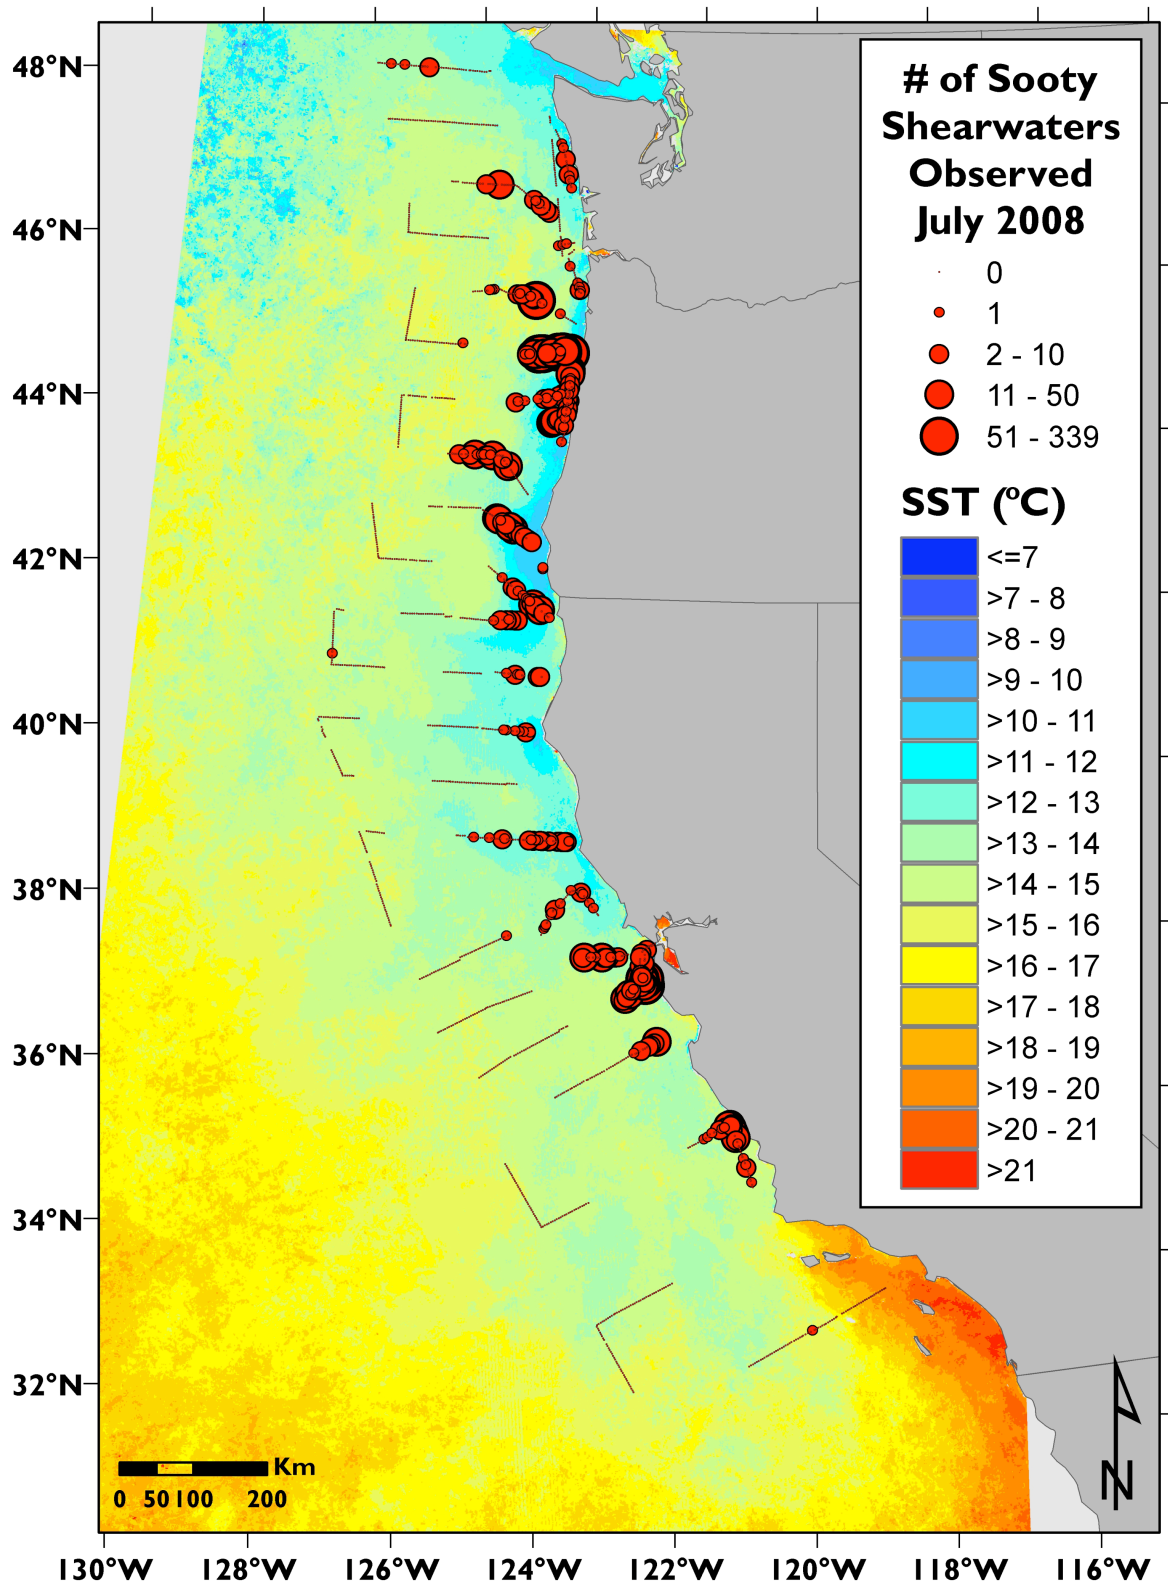 # of Sooty
Shearwaters
Observed
July 2008
0
1
2 - 10
11 - 50
51 - 339
SST (ºC)
<=7
>7 - 8
>8 - 9
>9 - 10
>10 - 11
>11 - 12
>12 - 13
>13 - 14
>14 - 15
>15 - 16
>16 - 17
>17 - 18
>18 - 19
>19 - 20
>20 - 21
>21
48°N
46°N
44°N
42°N
40°N
38°N
36°N
34°N
32°N
Km
0 50 100 200
N
130°W 128°W 126°W 124°W 122°W 120°W 118°W 116°W